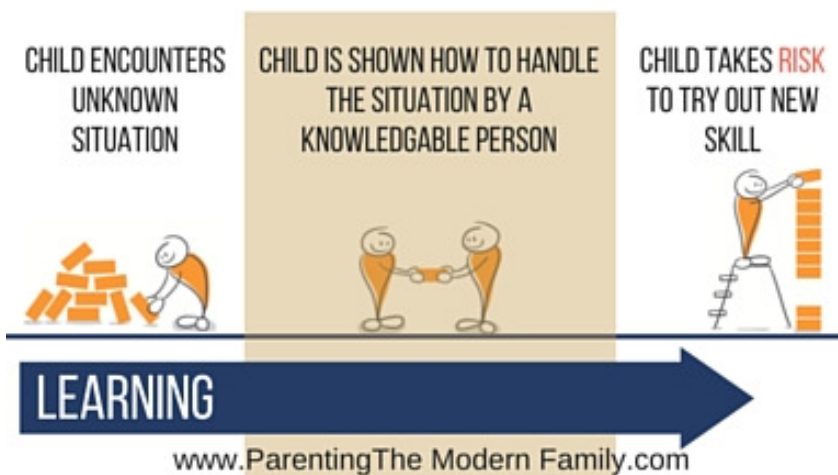 CHILD ENCOUNTERS
UNKNOWN
SITUATION
CHILD IS SHOWN HOW TO HANDLE
THE SITUATION BY A
KNOWLEDGABLE PERSON
CHILD TAKES RISK
TO TRY OUT NEW
SKILL
LEARNING
www.ParentingThe Modern Family.com